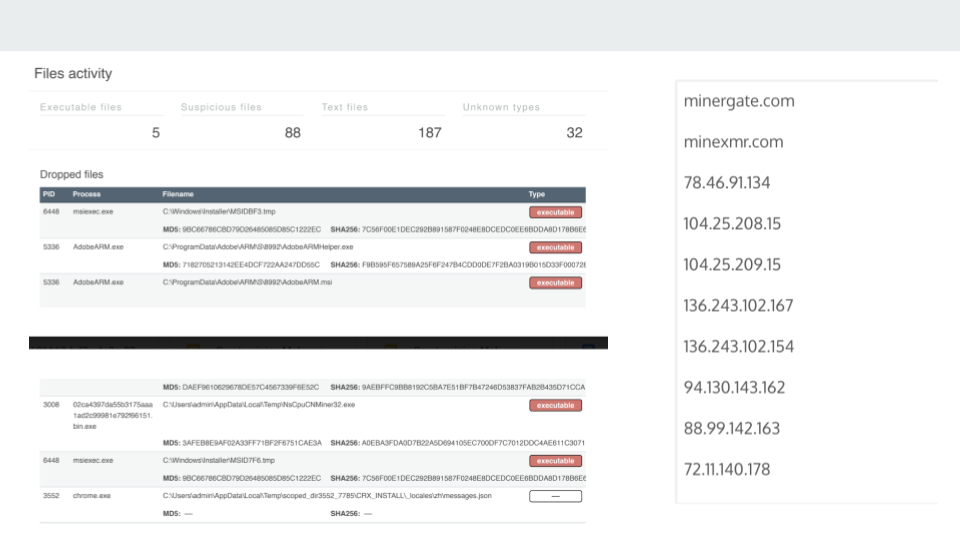 Files activity
Executable files Suspicious files Text files Unknown types
5 88 187 32
Dropped files
PID Process Filename Type
6448 msiexec.exe C:\Windows\Installer\MSIDBF3.tmp executable
MD5: 9BC66786CBD79D26485085D85C1222EC SHA256: 7C56F00E1DEC292B891587F0248E8DCEDC0EE6BDDA8D178B6E6
5336 AdobeARM.exe C:\ProgramData\Adobe\ARM\S\8992\AdobeARMHelper.exe executable
MD5: 7182705213142EE4DCF722AA247DD55C SHA256: F9B595F657589A25F6F247B4CDD0DE7F2BA0319B015D33F00072
5336 AdobeARM.exe C:\ProgramData\Adobe\ARM\S\8992\AdobeARM.msi executable
MD5: DAEF9610629678DE57C4567339F6E52C SHA256: 9AEBFFC9BB8192C5BA7E51BF7B47246D53837FAB2B435D71CCA
3008 02ca4397da55b3175aaa C:\Users\admin\AppData\Local\Temp\NsCpuCNMiner32.exe executable
1ad2c99981e792f66151.
bin.exe
MD5: 3AFEB8E9AF02A33FF71BF2F6751CAE3A SHA256: A0EBA3FDA0D7B22A5D694105EC700DF7C7012DDC4AE611C3071
6448 msiexec.exe C:\Windows\Installer\MSID7F6.tmp executable
MD5: 9BC66786CBD79D26485085D85C1222EC SHA256: 7C56F00E1DEC292B891587F0248E8DCEDC0EE6BDDA8D178B6E6
3552 chrome.exe C:\Users\admin\AppData\Local\Temp\scoped_dir3552_7785\CRX_INSTALL\_locales\zh\messages.json —
MD5: — SHA256: —
minergate.com
minexmr.com
78.46.91.134
104.25.208.15
104.25.209.15
136.243.102.167
136.243.102.154
94.130.143.162
88.99.142.163
72.11.140.178